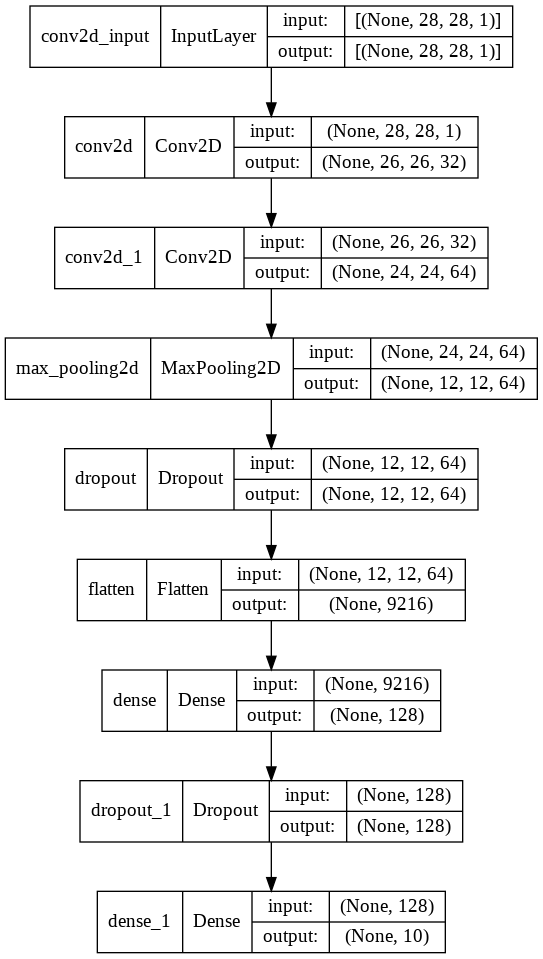 conv2d_input InputLayer input: [(None, 28, 28, 1)]
output: [(None, 28, 28, 1)]
conv2d Conv2D input: (None, 28, 28, 1)
output: (None, 26, 26, 32)
conv2d_1 Conv2D input: (None, 26, 26, 32)
output: (None, 24, 24, 64)
max_pooling2d MaxPooling2D input: (None, 24, 24, 64)
output: (None, 12, 12, 64)
dropout Dropout input: (None, 12, 12, 64)
output: (None, 12, 12, 64)
flatten Flatten input: (None, 12, 12, 64)
output: (None, 9216)
dense Dense input: (None, 9216)
output: (None, 128)
dropout_1 Dropout input: (None, 128)
output: (None, 128)
dense_1 Dense input: (None, 128)
output: (None, 10)